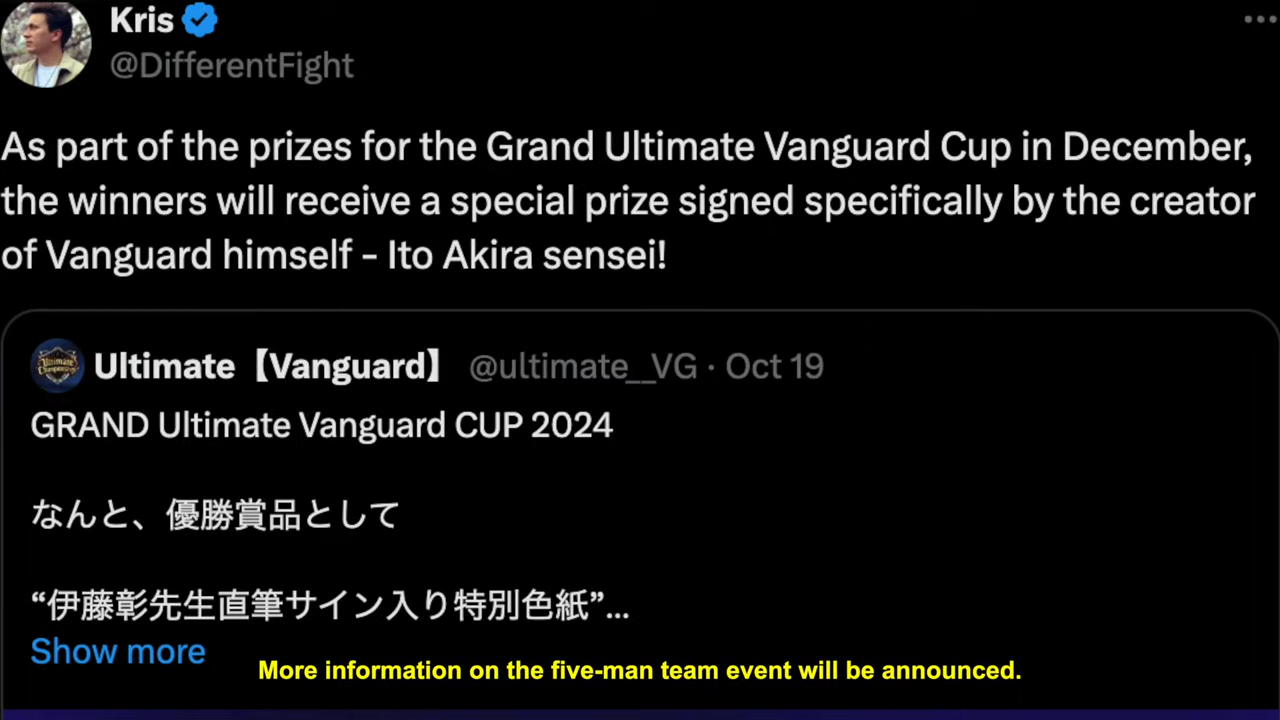 Kris
@DifferentFight
As part of the prizes for the Grand Ultimate Vanguard Cup in December,
the winners will receive a special prize signed specifically by the creator
of Vanguard himself - Ito Akira sensei!
Ultimate【Vanguard】 @ultimate__VG · Oct 19
GRAND Ultimate Vanguard CUP 2024
なんと、優勝賞品として
“伊藤彰先生直筆サイン入り特別色紙”...
Show more
More information on the five-man team event will be announced.